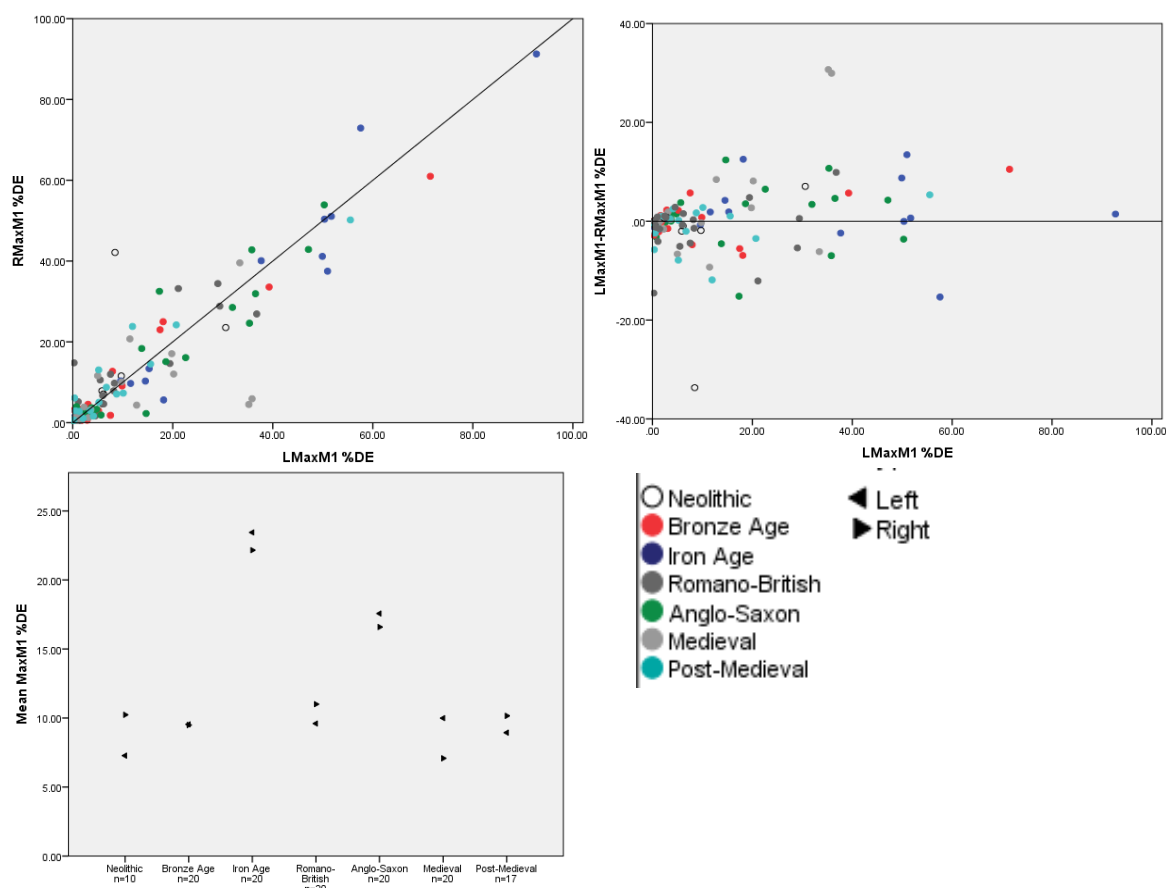 100.00
80.00
60.00
40.00
20.00
.00
RMaxM1 %DE
.00 20.00 40.00 60.00 80.00 100.00
LMaxM1 %DE
40.00
20.00
.00
-20.00
-40.00
LMaxM1-RMaxM1 %DE
.00 20.00 40.00 60.00 80.00 100.00
LMaxM1 %DE
25.00
20.00
15.00
10.00
5.00
0.00
Mean MaxM1 %DE
Neolithic Bronze Age Iron Age Romano- Anglo-Saxon Medieval Post-Medieval
n=10 n=20 n=20 British n=20 n=20 n=17
Neolithic
Bronze Age
Iron Age
Romano-British
Anglo-Saxon
Medieval
Post-Medieval
Left
Right